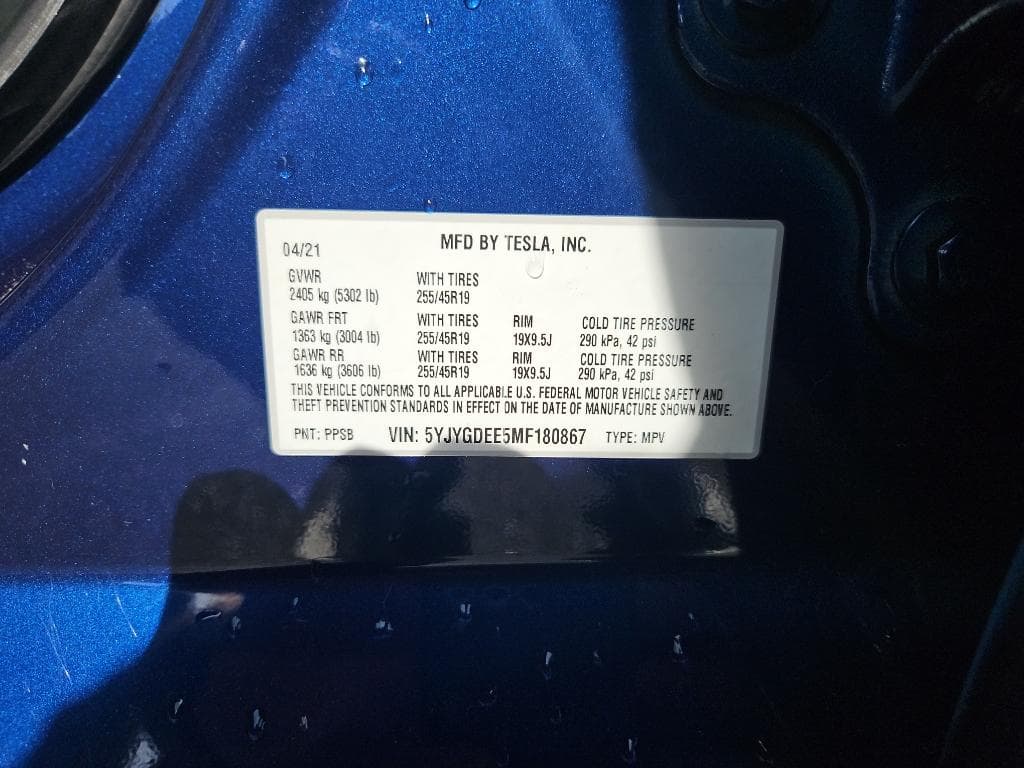 MFD BY TESLA, INC.
04/21
GVWR WITH TIRES
2405 kg (5302 lb) 255/45R19
GAWR FRT WITH TIRES RIM COLD TIRE PRESSURE
1363 kg (3004 lb) 255/45R19 19X9.5J 290 kPa, 42 psi
GAWR RR WITH TIRES RIM COLD TIRE PRESSURE
1636 kg (3606 lb) 255/45R19 19X9.5J 290 kPa, 42 psi
THIS VEHICLE CONFORMS TO ALL APPLICABLE U.S. FEDERAL MOTOR VEHICLE SAFETY AND
THEFT PREVENTION STANDARDS IN EFFECT ON THE DATE OF MANUFACTURE SHOWN ABOVE.
PNT: PPSB VIN: 5YJYGDEE5MF180867 TYPE: MPV